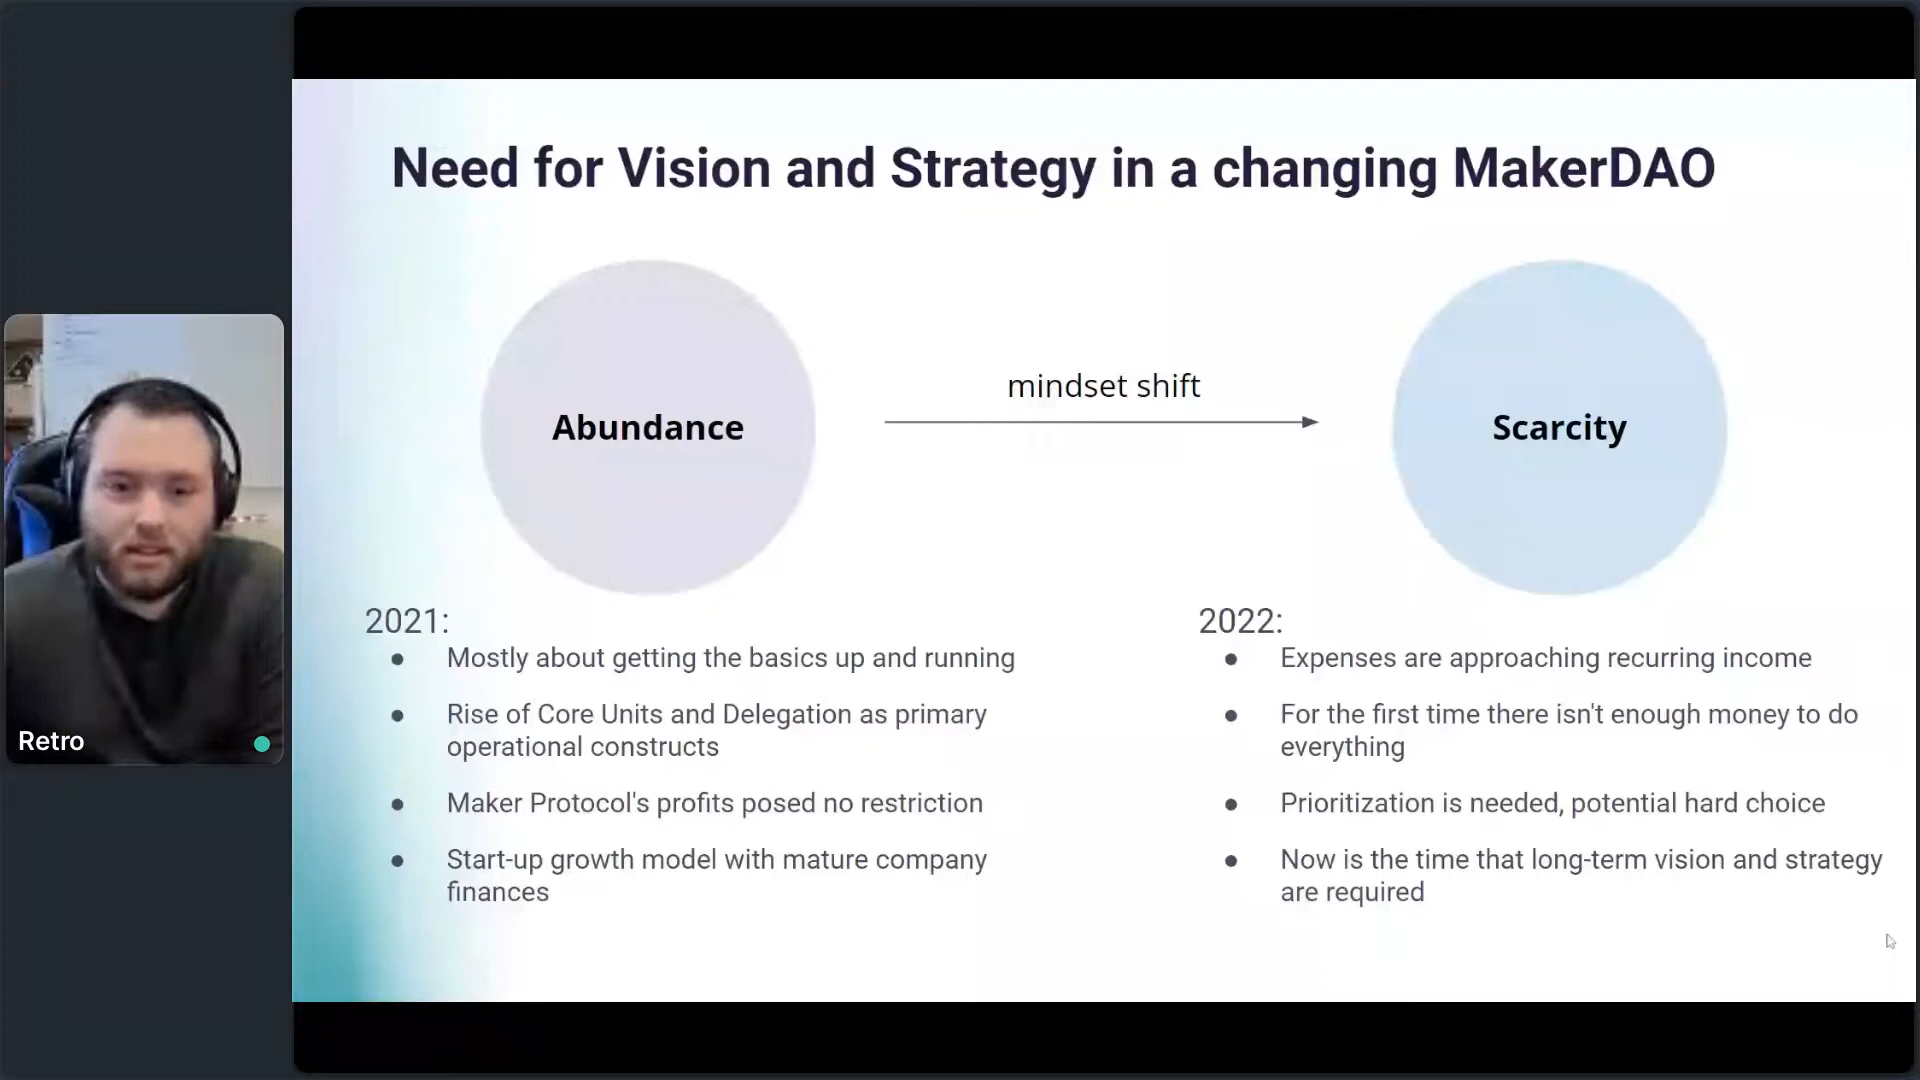 Need for Vision and Strategy in a changing MakerDAO
Abundance
mindset shift
Scarcity
2021:
● Mostly about getting the basics up and running
● Rise of Core Units and Delegation as primary
operational constructs
● Maker Protocol's profits posed no restriction
● Start-up growth model with mature company
finances
2022:
● Expenses are approaching recurring income
● For the first time there isn't enough money to do
everything
● Prioritization is needed, potential hard choice
● Now is the time that long-term vision and strategy
are required
Retro